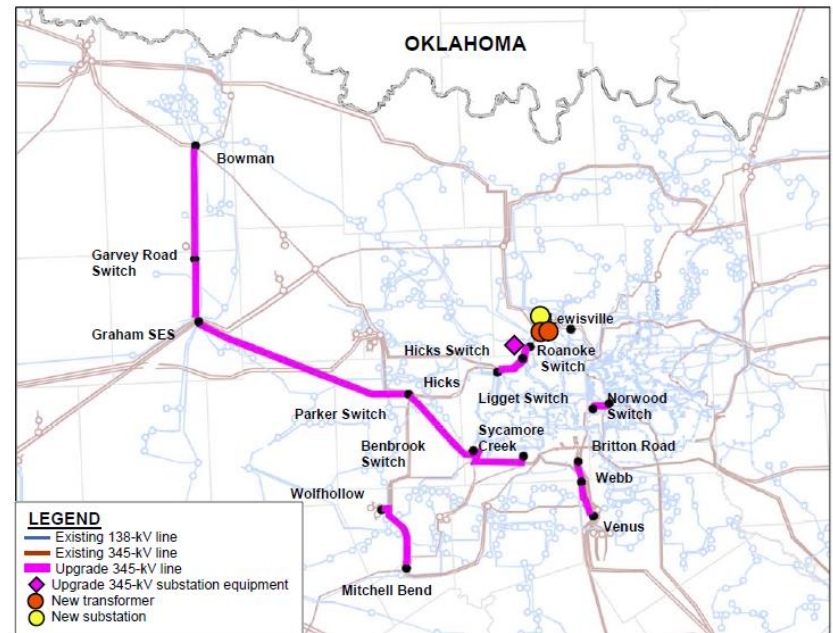 OKLAHOMA
Bowman
Garvey Road
Switch
Graham SES
Lewisville
Hicks Switch
Roanoke
Switch
Hicks
Ligget Switch
Norwood
Switch
Parker Switch
Sycamore
Creek
Benbrook
Switch
Britton Road
Webb
Wolfhollow
Venus
Mitchell Bend
LEGEND
Existing 138-kV line
Existing 345-kV line
Upgrade 345-kV line
Upgrade 345-kV substation equipment
New transformer
New substation